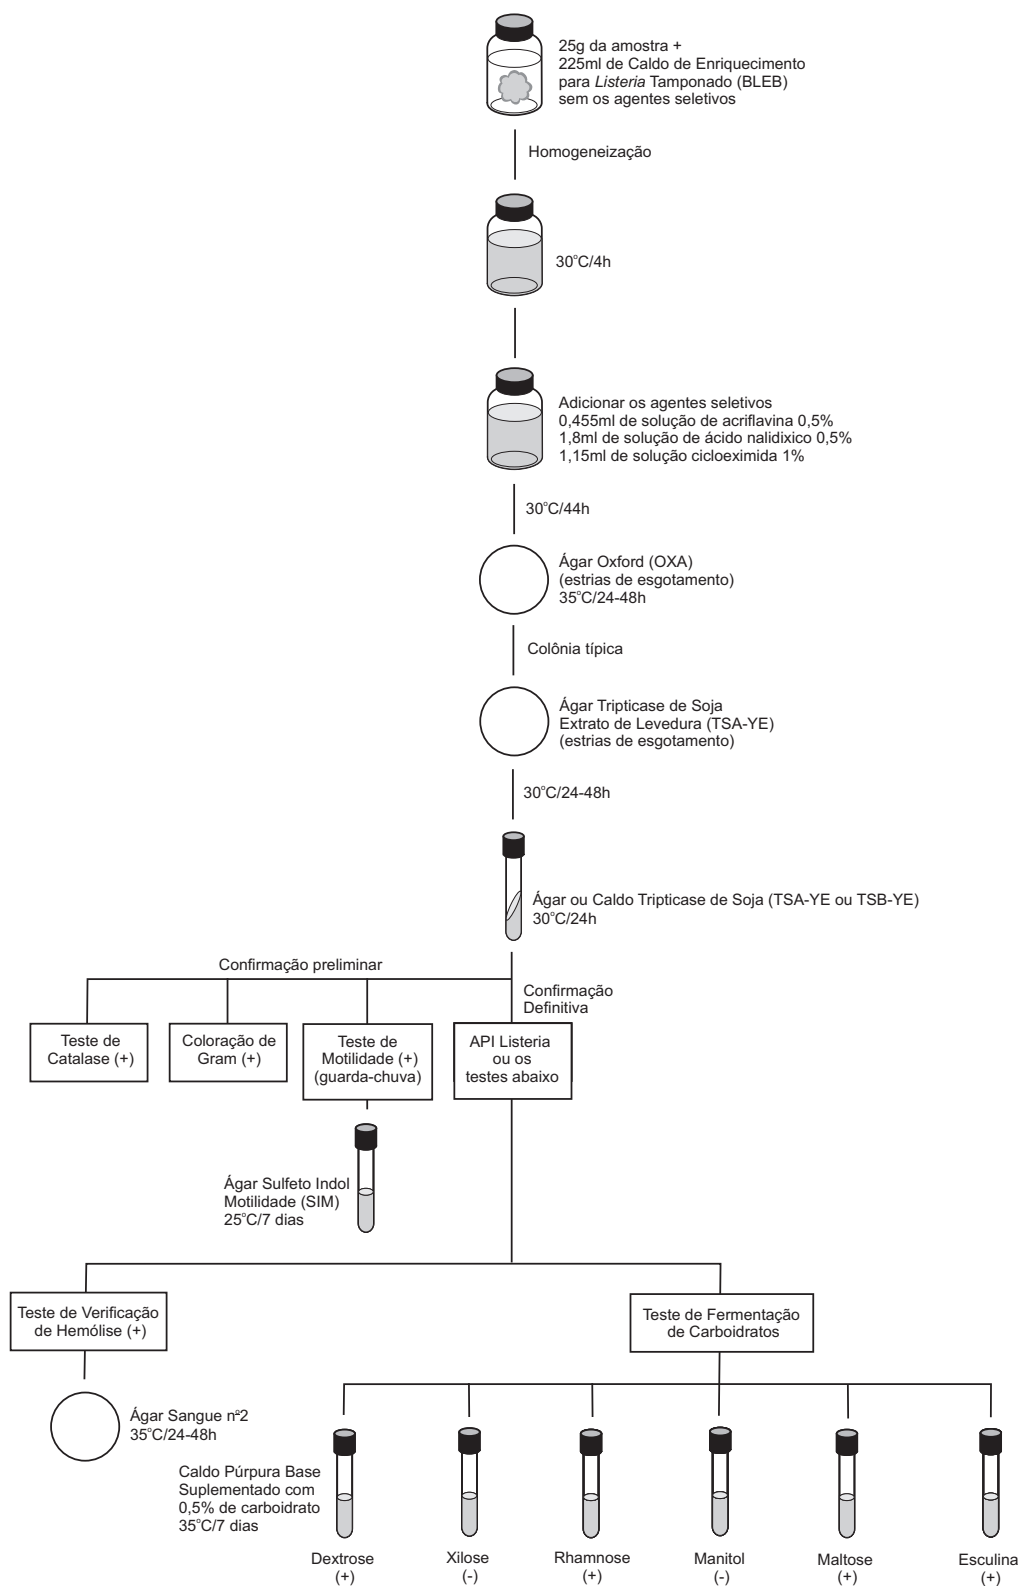 25g da amostra +
225ml de Caldo de Enriquecimento
para Listeria Tamponado (BLEB)
sem os agentes seletivos
Homogeneização
30°C/4h
Adicionar os agentes seletivos
0,455ml de solução de acriflavina 0,5%
1,8ml de solução de ácido nalidixico 0,5%
1,15ml de solução cicloeximida 1%
30°C/44h
Ágar Oxford (OXA)
(estrias de esgotamento)
35°C/24-48h
Colônia típica
Ágar Tripticase de Soja
Extrato de Levedura (TSA-YE)
(estrias de esgotamento)
30°C/24-48h
Ágar ou Caldo Tripticase de Soja (TSA-YE ou TSB-YE)
30°C/24h
Confirmação preliminar
Confirmação
Definitiva
Teste de
Catalase (+)
Coloração de
Gram (+)
Teste de
Motilidade (+)
(guarda-chuva)
API Listeria
ou os
testes abaixo
Ágar Sulfeto Indol
Motilidade (SIM)
25°C/7 dias
Teste de Verificação
de Hemólise (+)
Teste de Fermentação
de Carboidratos
Ágar Sangue nº2
35°C/24-48h
Caldo Púrpura Base
Suplementado com
0,5% de carboidrato
35°C/7 dias
Dextrose
(+)
Xilose
(-)
Rhamnose
(+)
Manitol
(-)
Maltose
(+)
Esculina
(+)